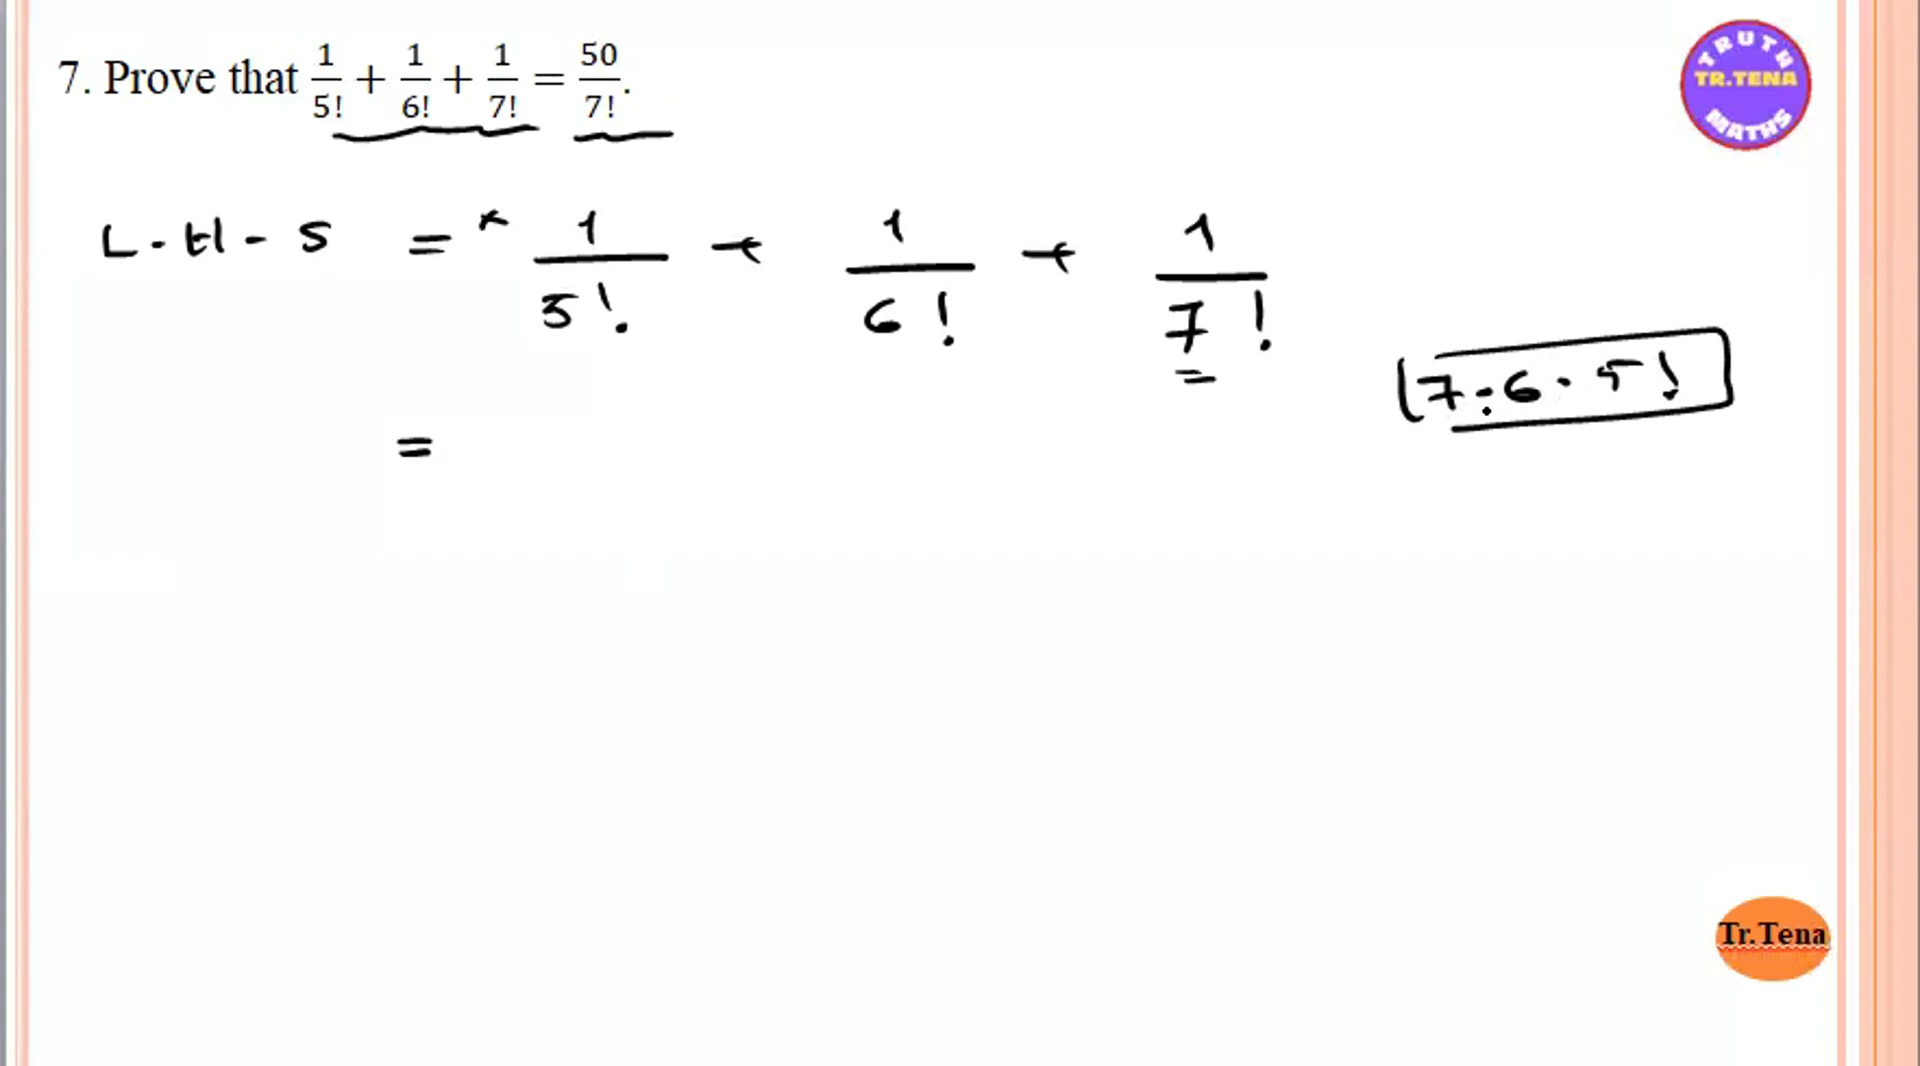 7. Prove that 1/5! + 1/6! + 1/7! = 50/7!.
TRUTH
TR.TENA
MATHS
L.H.S = * 1/5! + 1/6! + 1/7!
(7.6.5!
=
Tr.Tena